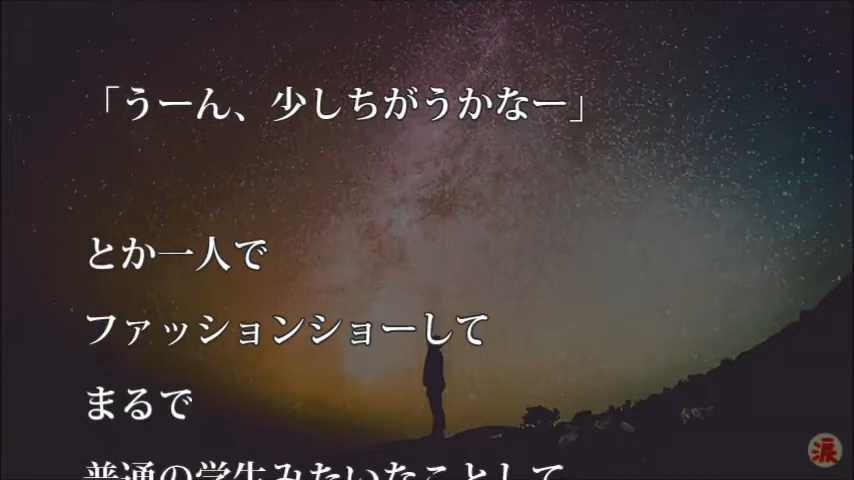 「うーん、少しちがうかなー」
とか一人で
ファッションショーして
まるで
普通の学生みたいなことして
涙